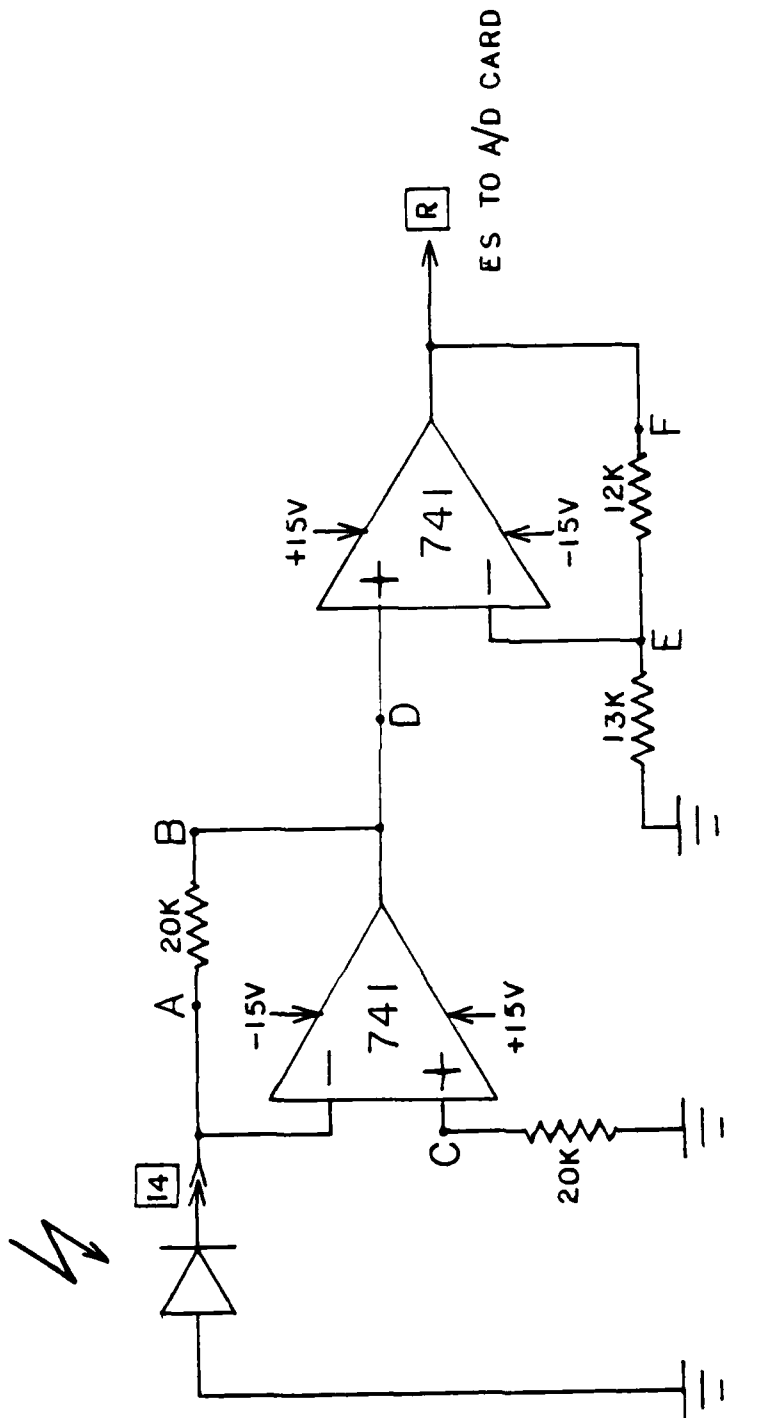 14
A
20K
B
-15V
741
+15V
C
20K
D
+15V
741
-15V
R
ES TO A/D CARD
13K
E
12K
F